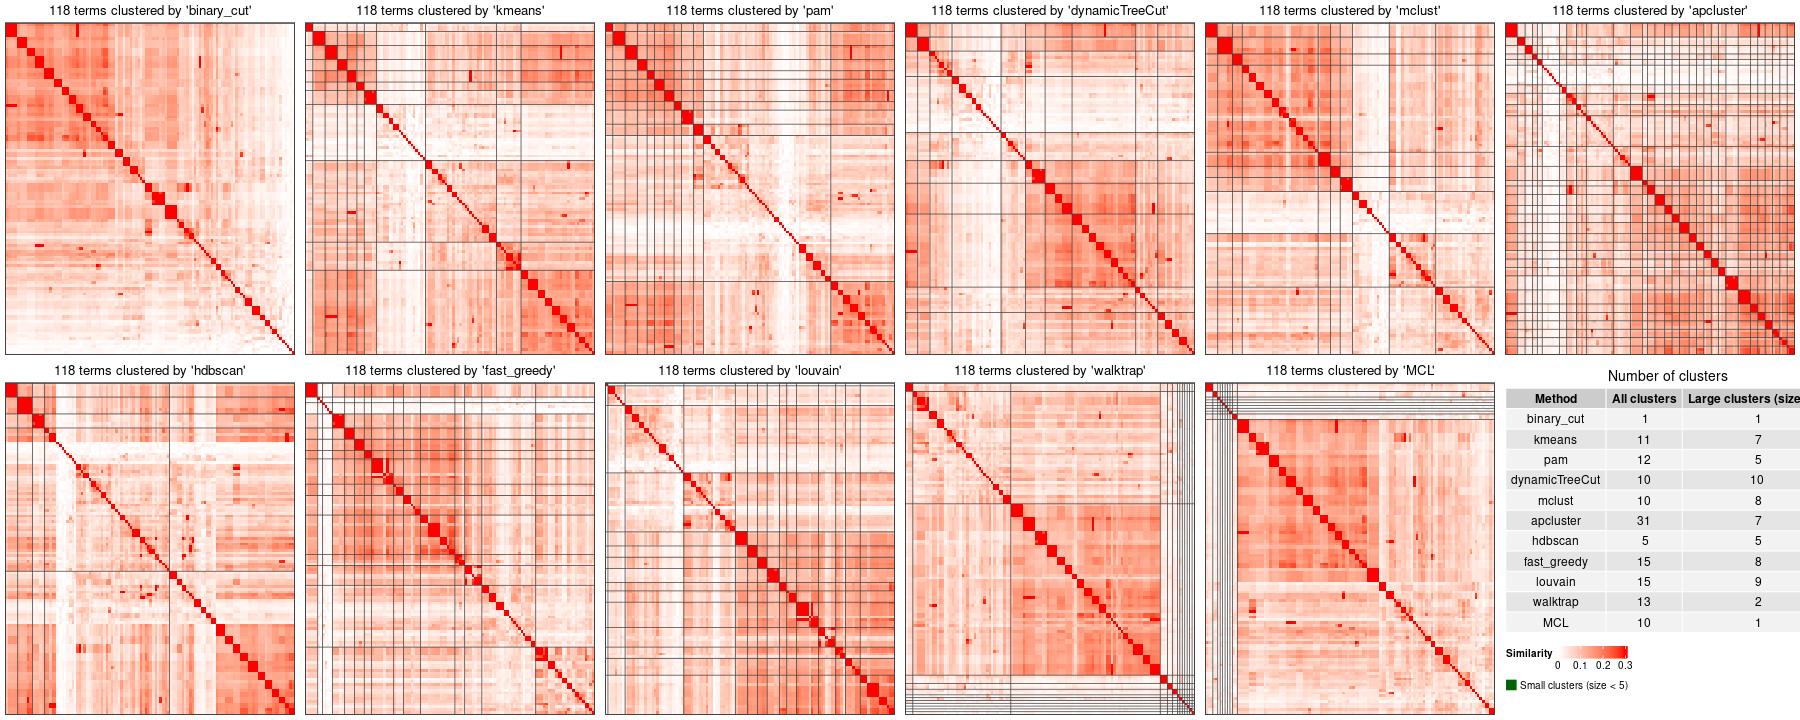 118 terms clustered by 'binary_cut'
118 terms clustered by 'kmeans'
118 terms clustered by 'pam'
118 terms clustered by 'dynamicTreeCut'
118 terms clustered by 'mclust'
118 terms clustered by 'apcluster'
118 terms clustered by 'hdbscan'
118 terms clustered by 'fast_greedy'
118 terms clustered by 'louvain'
118 terms clustered by 'walktrap'
118 terms clustered by 'MCL'
Number of clusters
Method All clusters Large clusters (size
binary_cut 1 1
kmeans 11 7
pam 12 5
dynamicTreeCut 10 10
mclust 10 8
apcluster 31 7
hdbscan 5 5
fast_greedy 15 8
louvain 15 9
walktrap 13 2
MCL 10 1
Similarity
0 0.1 0.2 0.3
Small clusters (size < 5)